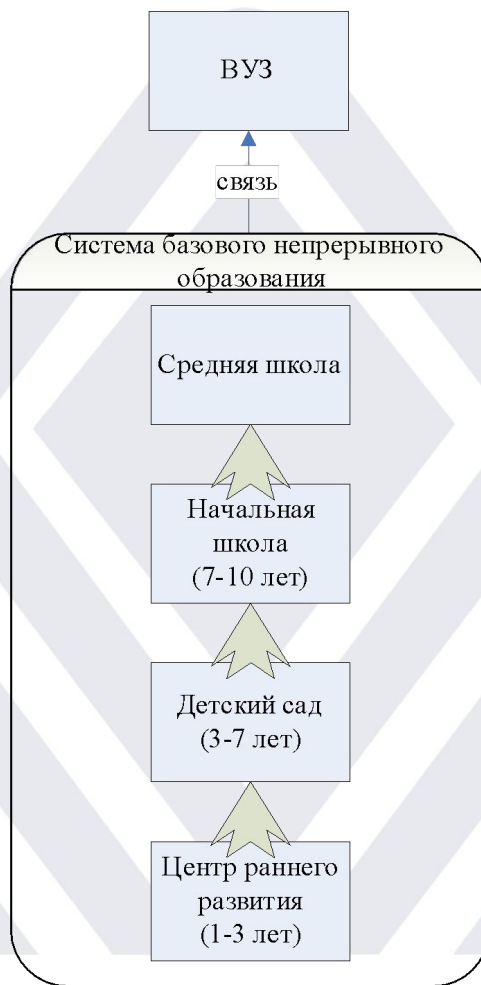 ВУЗ
связь
Система базового непрерывного
образования
Средняя школа
Начальная
школа
(7-10 лет)
Детский сад
(3-7 лет)
Центр раннего
развития
(1-3 лет)